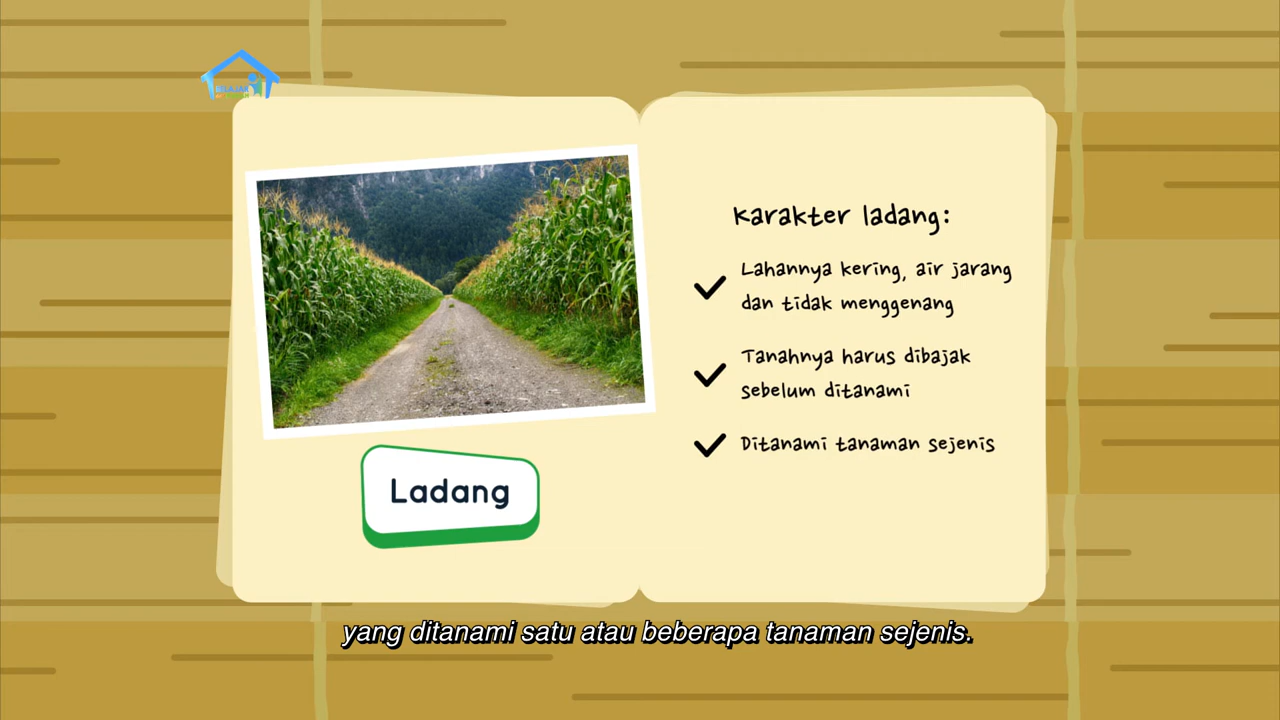 BELAJAR
Ladang
Karakter ladang:
Lahannya kering, air jarang
dan tidak menggenang
Tanahnya harus dibajak
sebelum ditanami
Ditanami tanaman sejenis
yang ditanami satu atau beberapa tanaman sejenis.